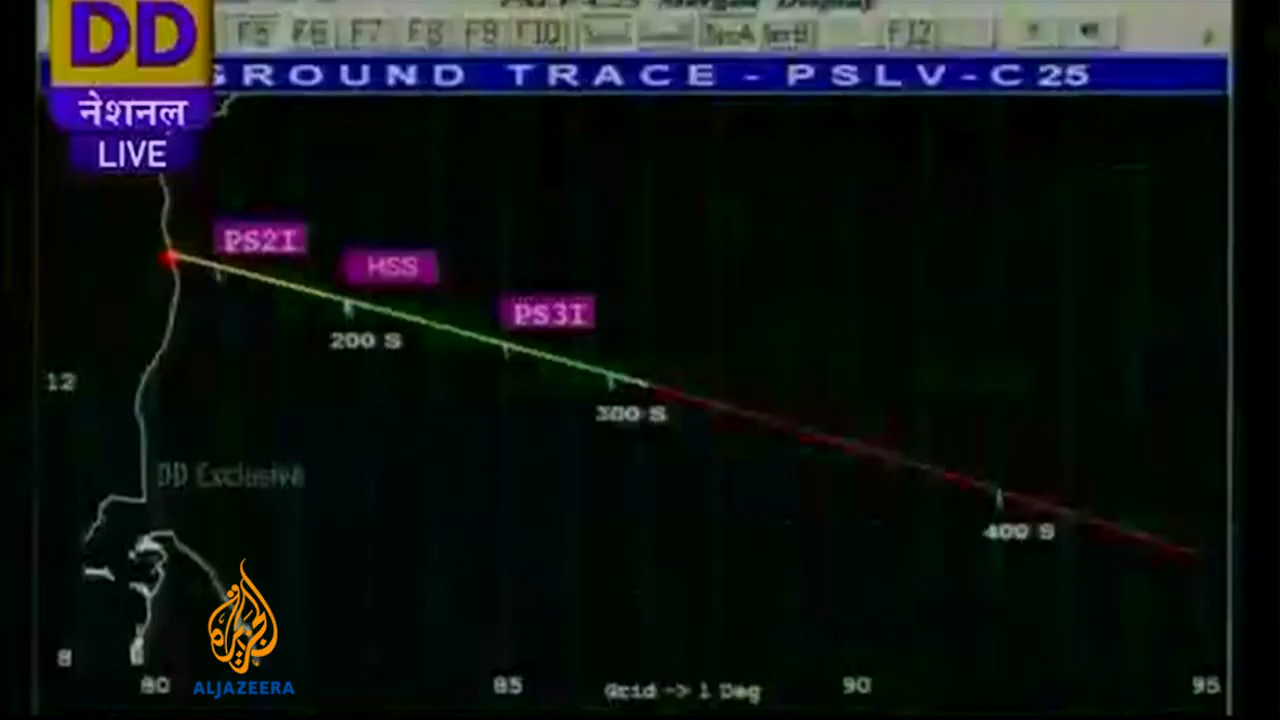 DD
नेशनल
LIVE
F5 F6 F7 F8 F9 F10 F12
GROUND TRACE - PSLV-C25
PS2I
HSS
PS3I
200 S
300 S
400 S
12
8
DD Exclusive
80 85 Grid -> 1 Deg 90 95
الجزيرة
ALJAZEERA